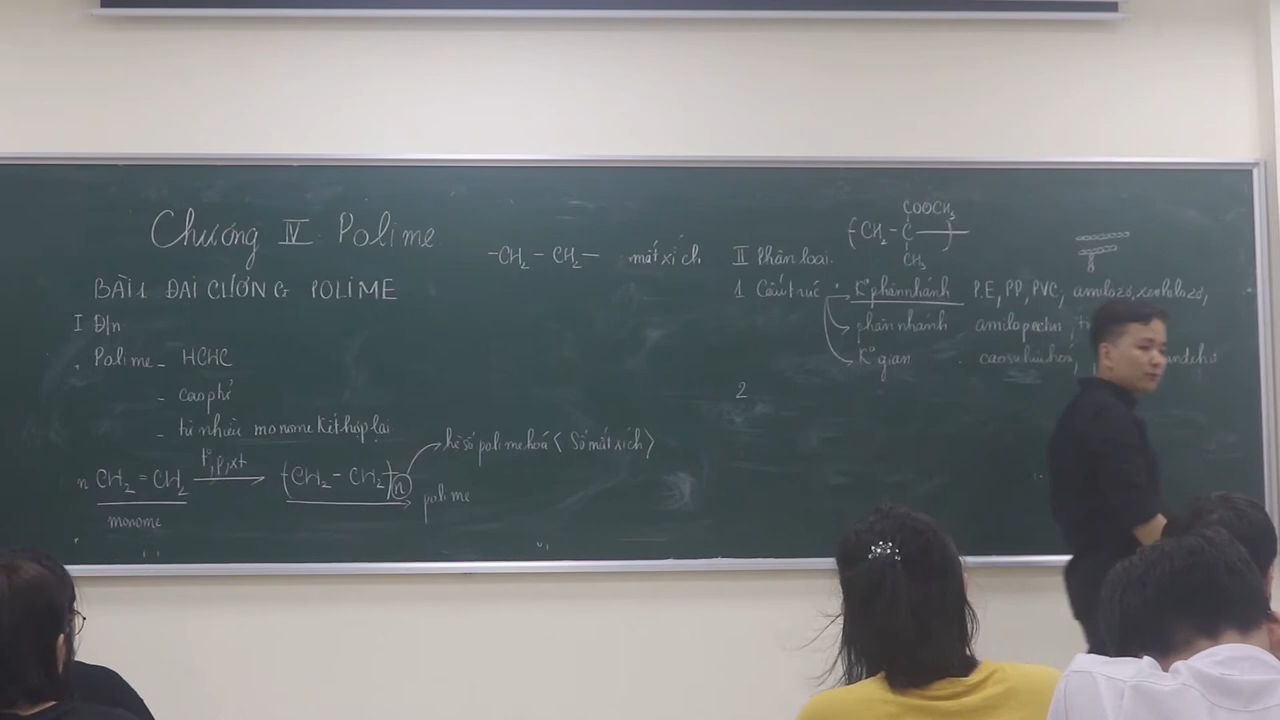 Chương IV Polime
BÀI 1 ĐẠI CƯƠNG POLIME
I Đ/n
. Polime - HCHC
- cao phtử
- từ nhiều monome kết hợp lại
n CH2 = CH2 t°, p, xt → (CH2 - CH2)n
monome
polime
hệ số polime hoá < Số mắt xích >
-CH2 - CH2 - mắt xích
COOCH3
(CH2 - C )
CH3
II Phân loại.
1 Cấu trúc . K° phân nhánh P.E, PP, PVC, amilozơ, xenlulozơ,
phân nhánh amilopectin,
K° gian . cao su lưu hoá,
2